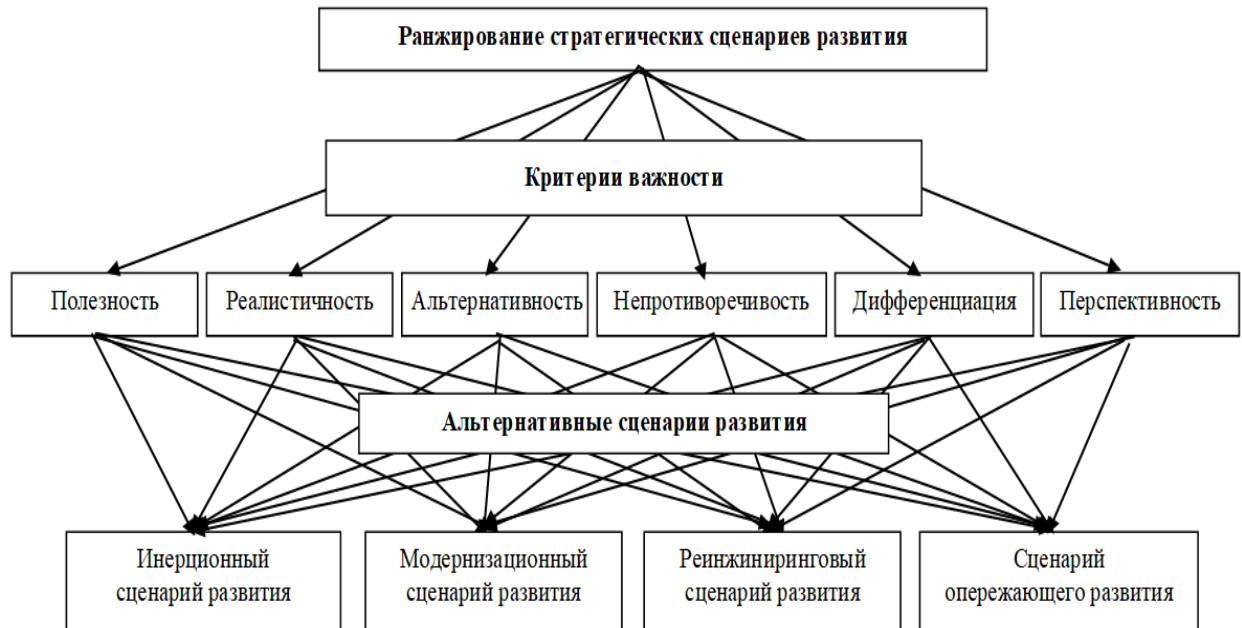 Ранжирование стратегических сценариев развития
Критерии важности
Полезность
Реалистичность
Альтернативность
Непротиворечивость
Дифференциация
Перспективность
Альтернативные сценарии развития
Инерционный
сценарий развития
Модернизационный
сценарий развития
Реинжиниринговый
сценарий развития
Сценарий
опережающего развития